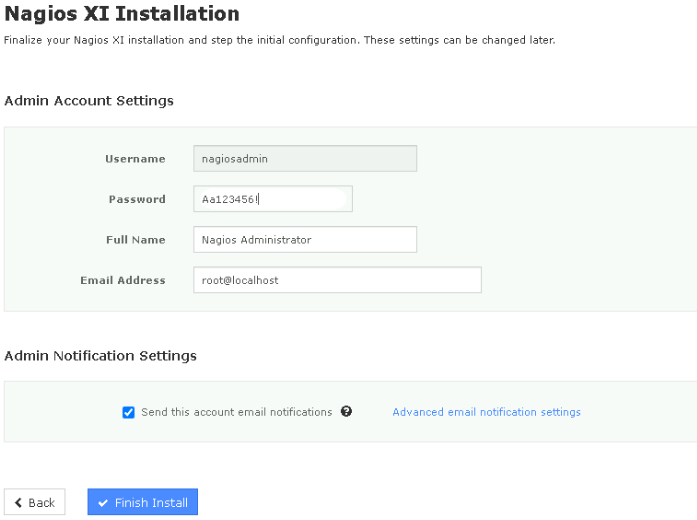 Nagios XI Installation
Finalize your Nagios XI installation and step the initial configuration. These settings can be changed later.
Admin Account Settings
Username nagiosadmin
Password Aa123456!
Full Name Nagios Administrator
Email Address root@localhost
Admin Notification Settings
Send this account email notifications ? Advanced email notification settings
Back Finish Install